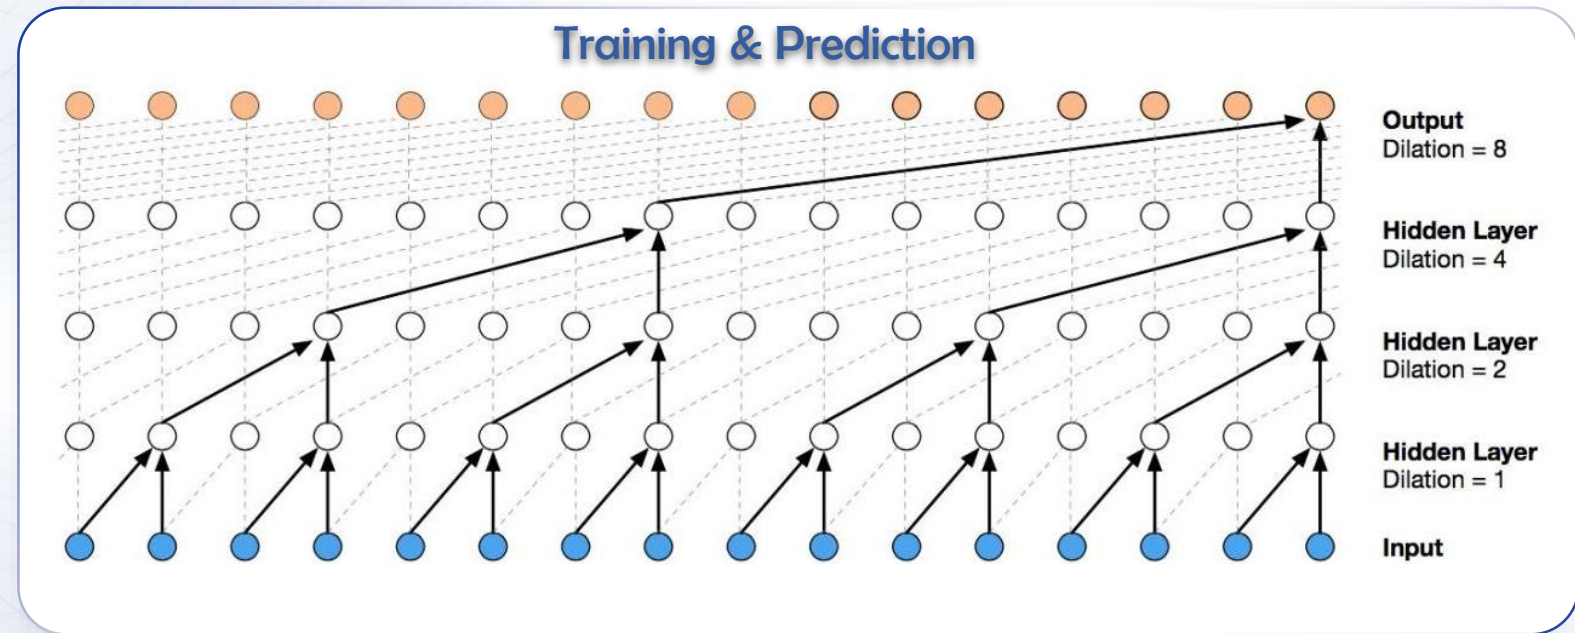 Training & Prediction
Output
Dilation = 8
Hidden Layer
Dilation = 4
Hidden Layer
Dilation = 2
Hidden Layer
Dilation = 1
Input